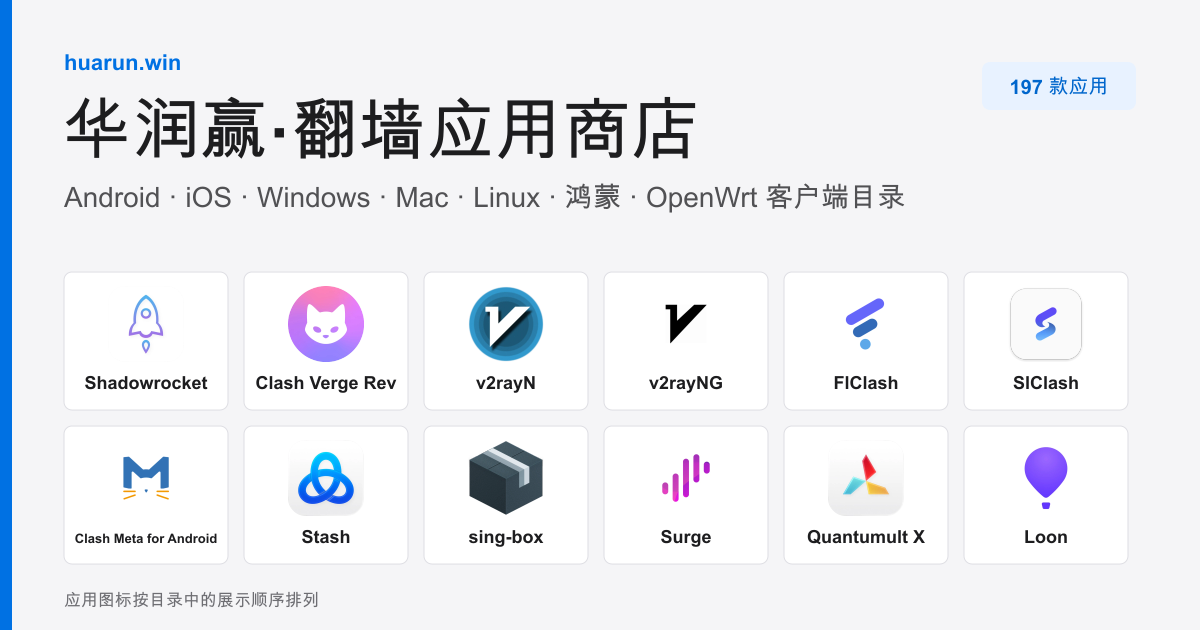 huarun.win
197 款应用
华润赢·翻墙应用商店
Android · iOS · Windows · Mac · Linux · 鸿蒙 · OpenWrt 客户端目录
Shadowrocket
Clash Verge Rev
v2rayN
v2rayNG
FlClash
SlClash
Clash Meta for Android
Stash
sing-box
Surge
Quantumult X
Loon
应用图标按目录中的展示顺序排列